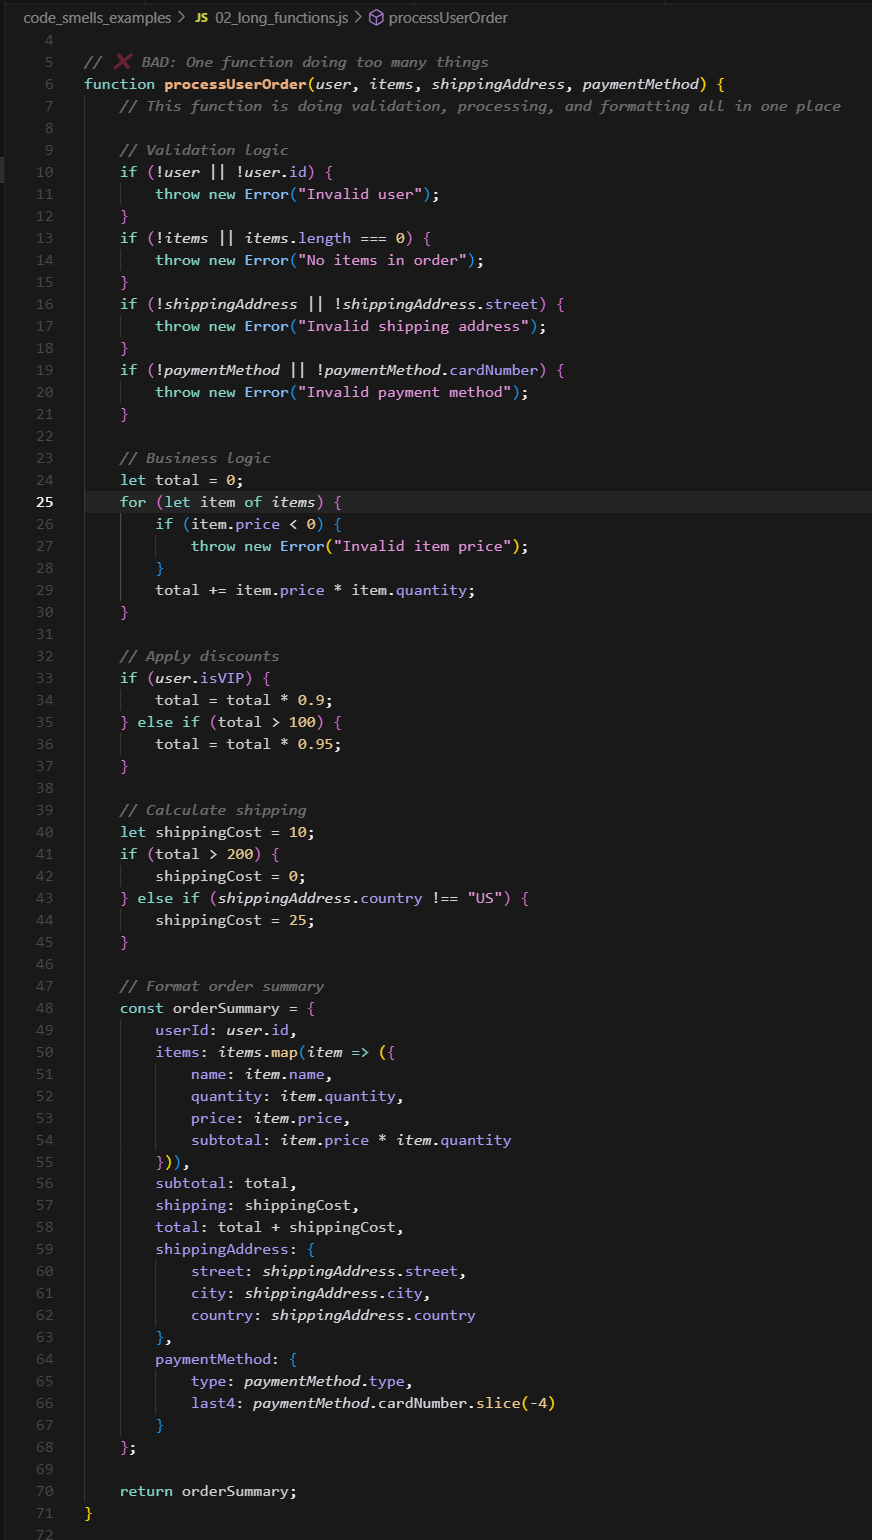 code_smells_examples > JS 02_long_functions.js > processUserOrder
4
5 // ❌ BAD: One function doing too many things
6 function processUserOrder(user, items, shippingAddress, paymentMethod) {
7     // This function is doing validation, processing, and formatting all in one place
8
9     // Validation logic
10     if (!user || !user.id) {
11         throw new Error("Invalid user");
12     }
13     if (!items || items.length === 0) {
14         throw new Error("No items in order");
15     }
16     if (!shippingAddress || !shippingAddress.street) {
17         throw new Error("Invalid shipping address");
18     }
19     if (!paymentMethod || !paymentMethod.cardNumber) {
20         throw new Error("Invalid payment method");
21     }
22
23     // Business logic
24     let total = 0;
25     for (let item of items) {
26         if (item.price < 0) {
27             throw new Error("Invalid item price");
28         }
29         total += item.price * item.quantity;
30     }
31
32     // Apply discounts
33     if (user.isVIP) {
34         total = total * 0.9;
35     } else if (total > 100) {
36         total = total * 0.95;
37     }
38
39     // Calculate shipping
40     let shippingCost = 10;
41     if (total > 200) {
42         shippingCost = 0;
43     } else if (shippingAddress.country !== "US") {
44         shippingCost = 25;
45     }
46
47     // Format order summary
48     const orderSummary = {
49         userId: user.id,
50         items: items.map(item => ({
51             name: item.name,
52             quantity: item.quantity,
53             price: item.price,
54             subtotal: item.price * item.quantity
55         })),
56         subtotal: total,
57         shipping: shippingCost,
58         total: total + shippingCost,
59         shippingAddress: {
60             street: shippingAddress.street,
61             city: shippingAddress.city,
62             country: shippingAddress.country
63         },
64         paymentMethod: {
65             type: paymentMethod.type,
66             last4: paymentMethod.cardNumber.slice(-4)
67         }
68     };
69
70     return orderSummary;
71 }
72